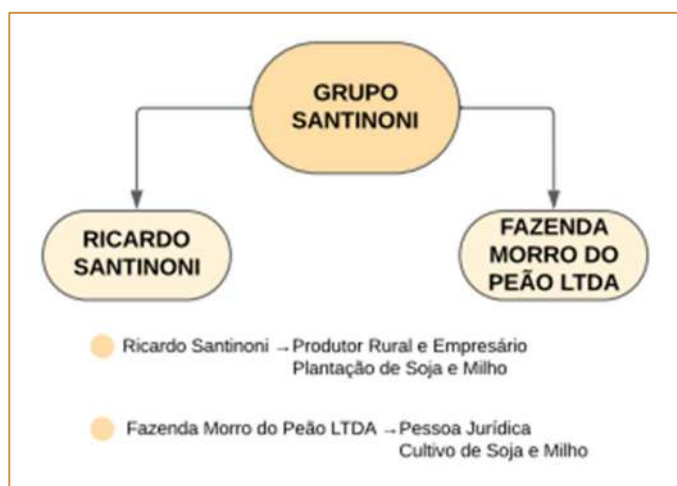 GRUPO
SANTINONI
RICARDO
SANTINONI
FAZENDA
MORRO DO
PEÃO LTDA
Ricardo Santinoni →Produtor Rural e Empresário
Plantação de Soja e Milho
Fazenda Morro do Peão LTDA →Pessoa Jurídica
Cultivo de Soja e Milho